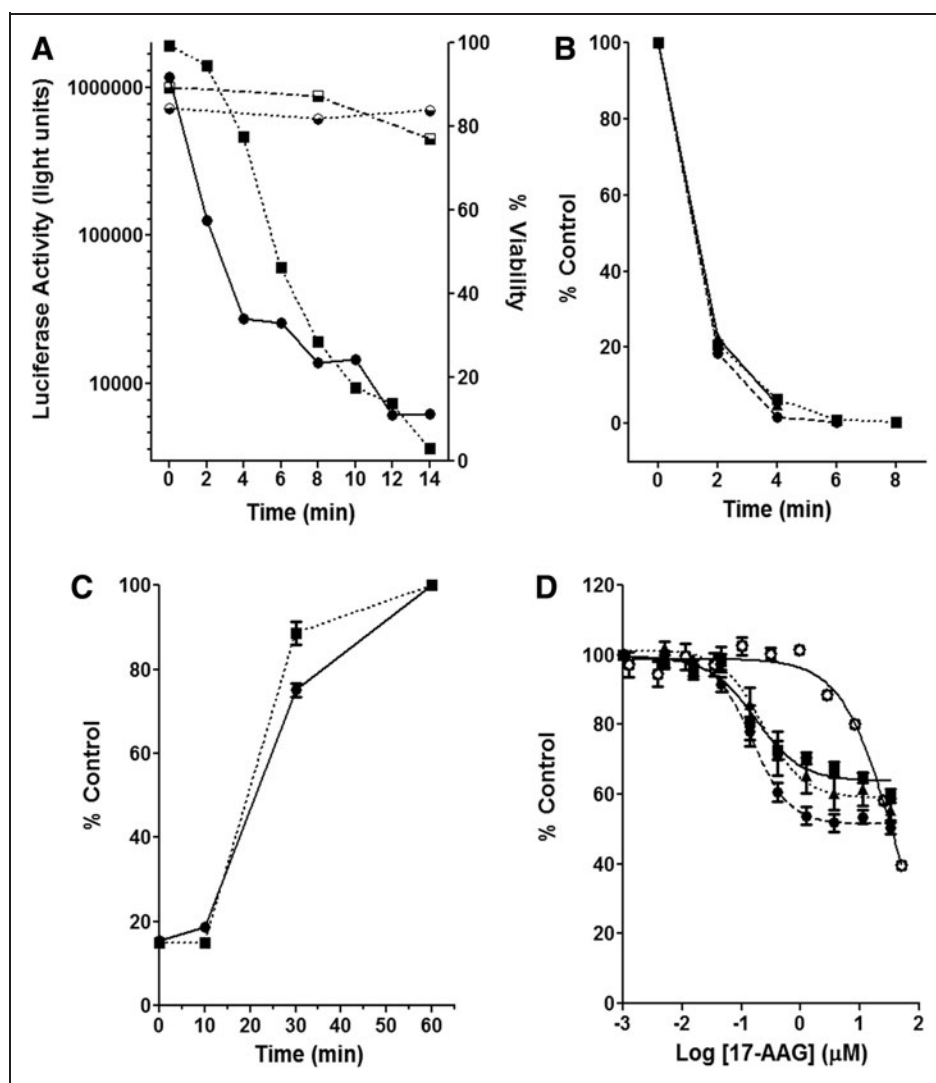 A
Luciferase Activity (light units)
1000000
100000
10000
100
80
60
40
20
0
% Viability
0 2 4 6 8 10 12 14
Time (min)
B
% Control
100
80
60
40
20
0
0 2 4 6 8
Time (min)
C
% Control
100
80
60
40
20
0
0 10 20 30 40 50 60
Time (min)
D
% Control
120
100
80
60
40
20
0
-3 -2 -1 0 1 2
Log [17-AAG] (μM)